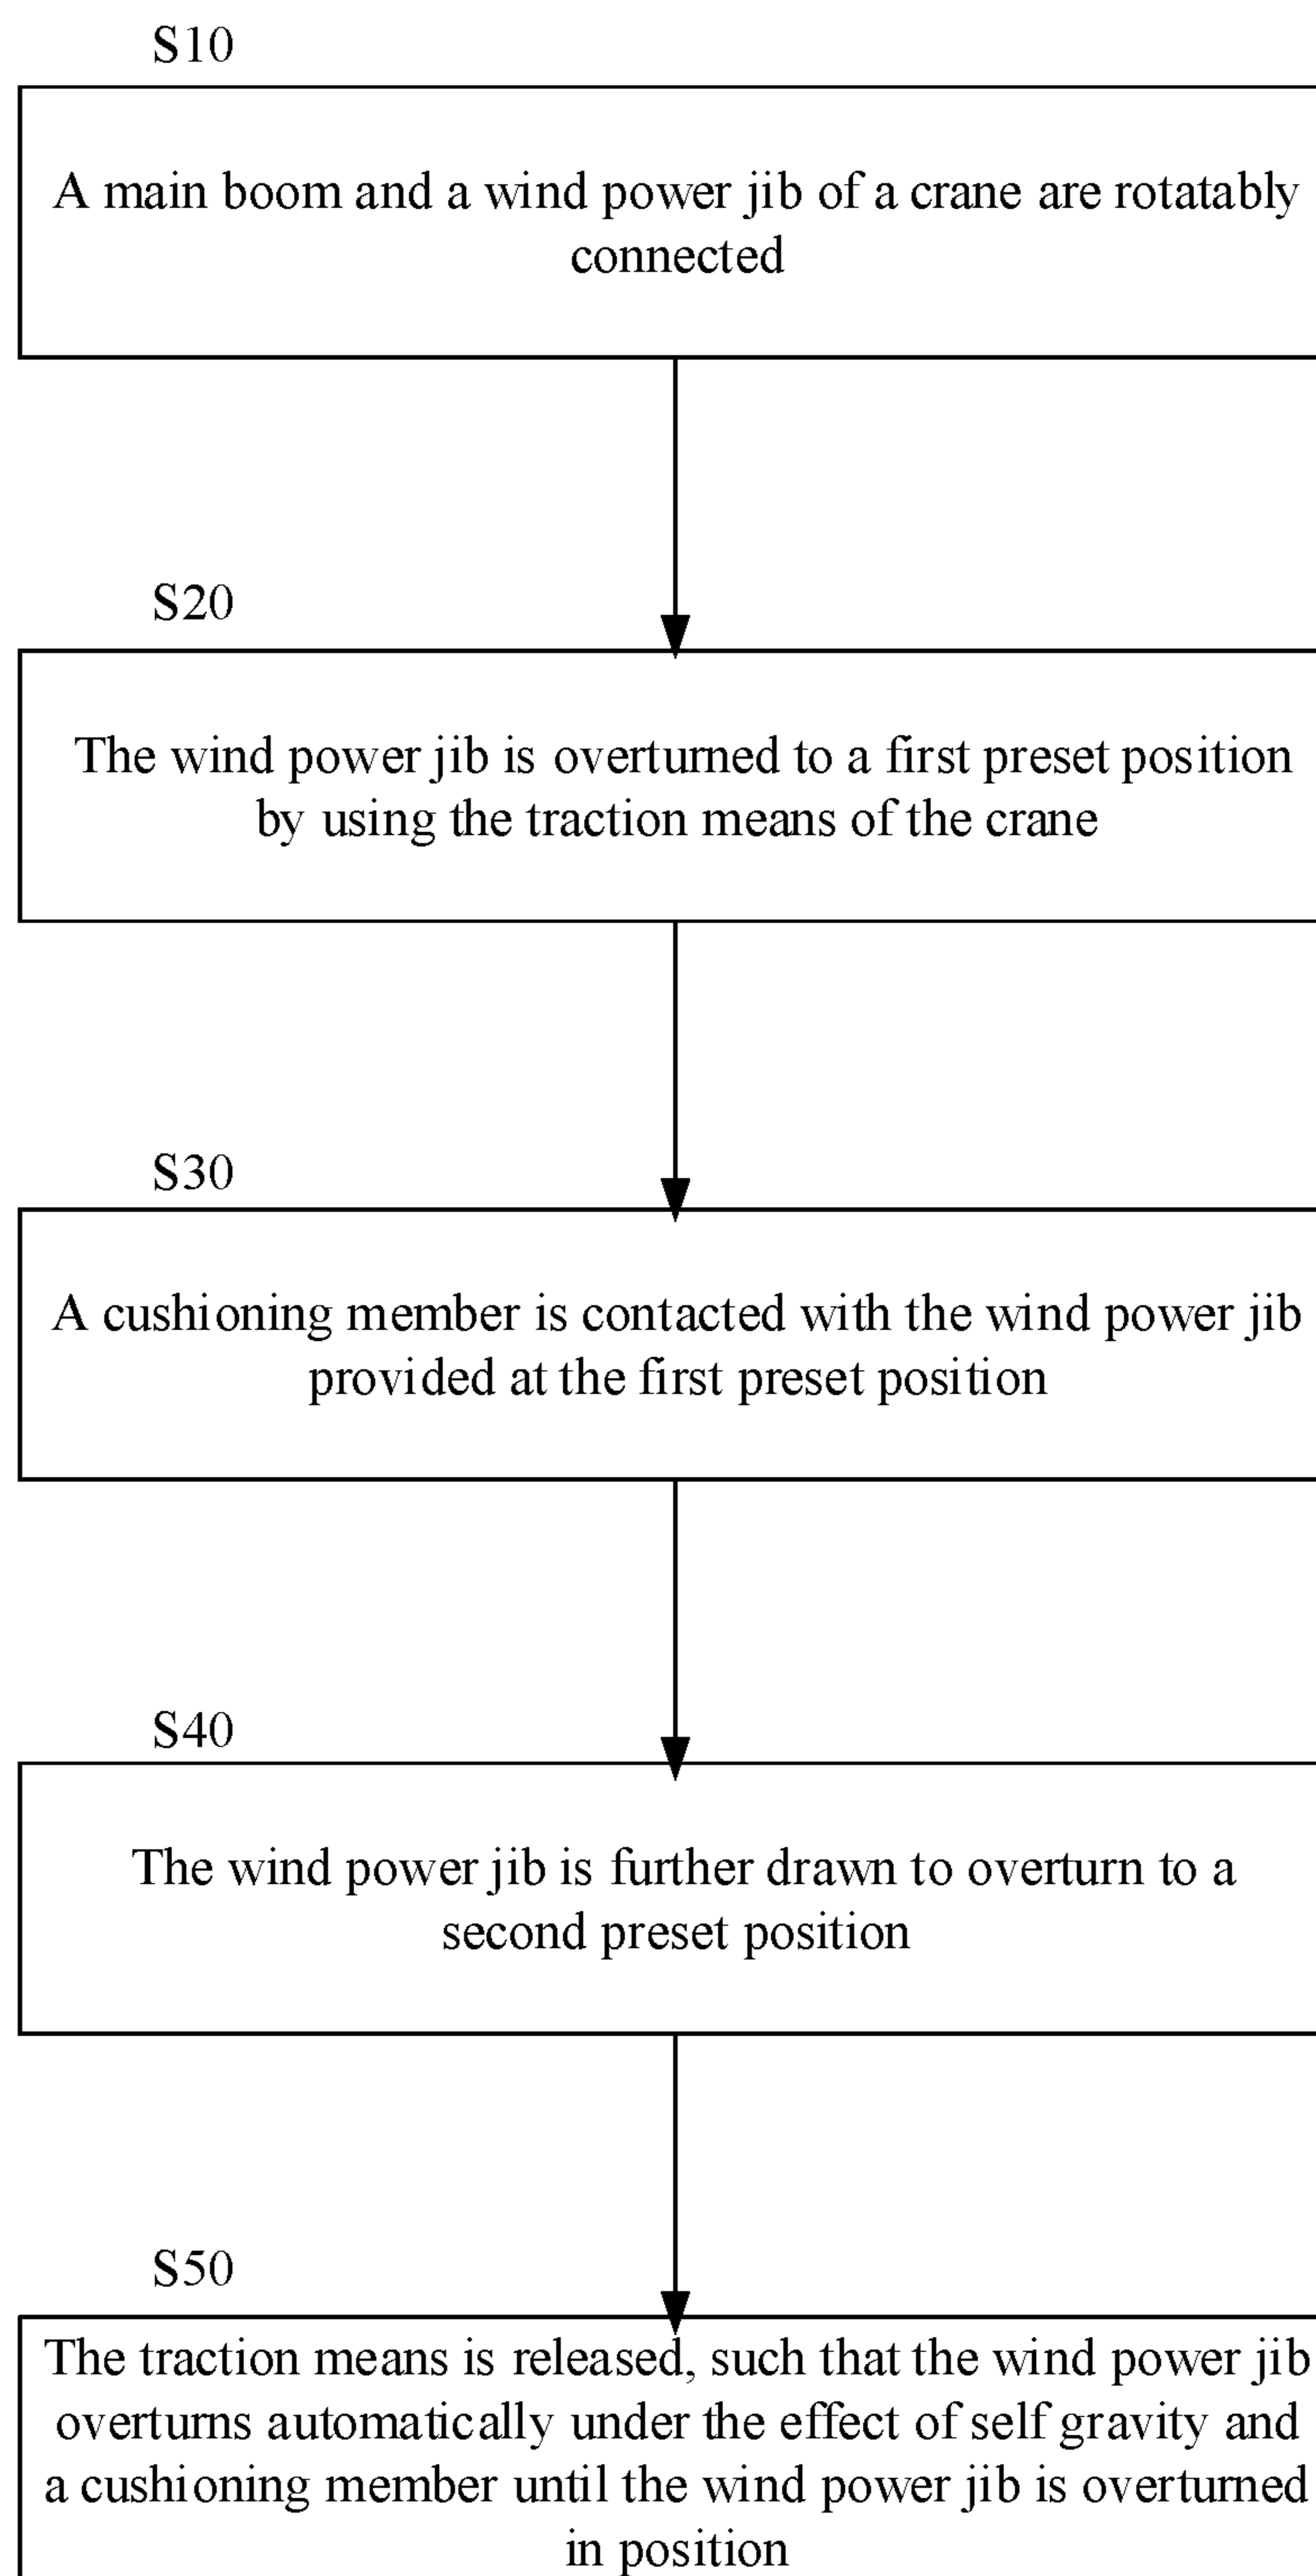 S10
A main boom and a wind power jib of a crane are rotatably
connected
S20
The wind power jib is overturned to a first preset position
by using the traction means of the crane
S30
A cushioning member is contacted with the wind power jib
provided at the first preset position
S40
The wind power jib is further drawn to overturn to a
second preset position
S50
The traction means is released, such that the wind power jib
overturns automatically under the effect of self gravity and
a cushioning member until the wind power jib is overturned
in position